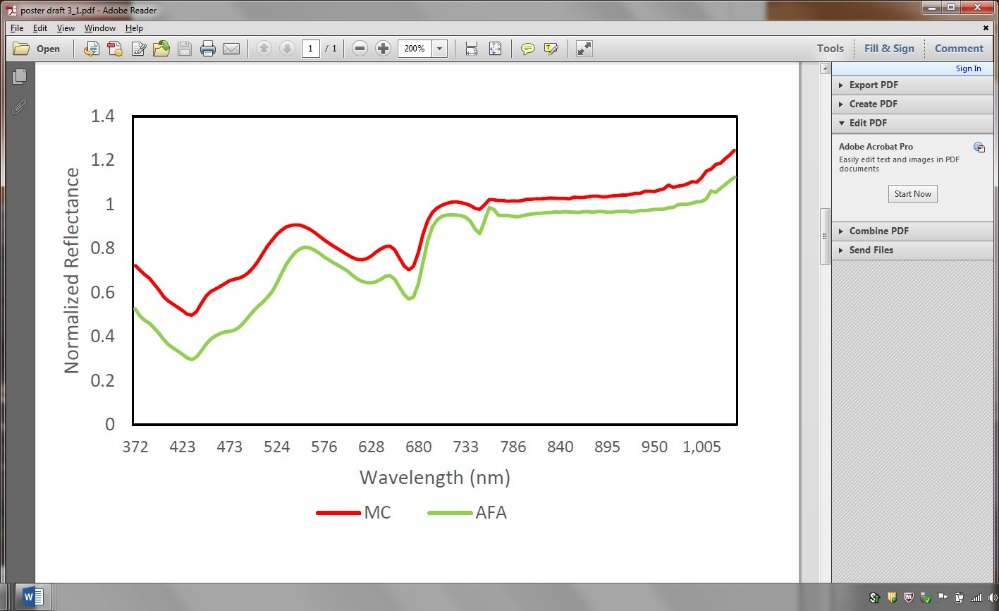 poster draft 3_1.pdf - Adobe Reader
File Edit View Window Help
Open 1 / 1 200% Tools Fill & Sign Comment
Sign In
Export PDF
Create PDF
Edit PDF
Adobe Acrobat Pro
Easily edit text and images in PDF
documents
Start Now
Combine PDF
Send Files
1.4
1.2
1
0.8
0.6
0.4
0.2
0
Normalized Reflectance
372 423 473 524 576 628 680 733 786 840 895 950 1,005
Wavelength (nm)
MC AFA
W